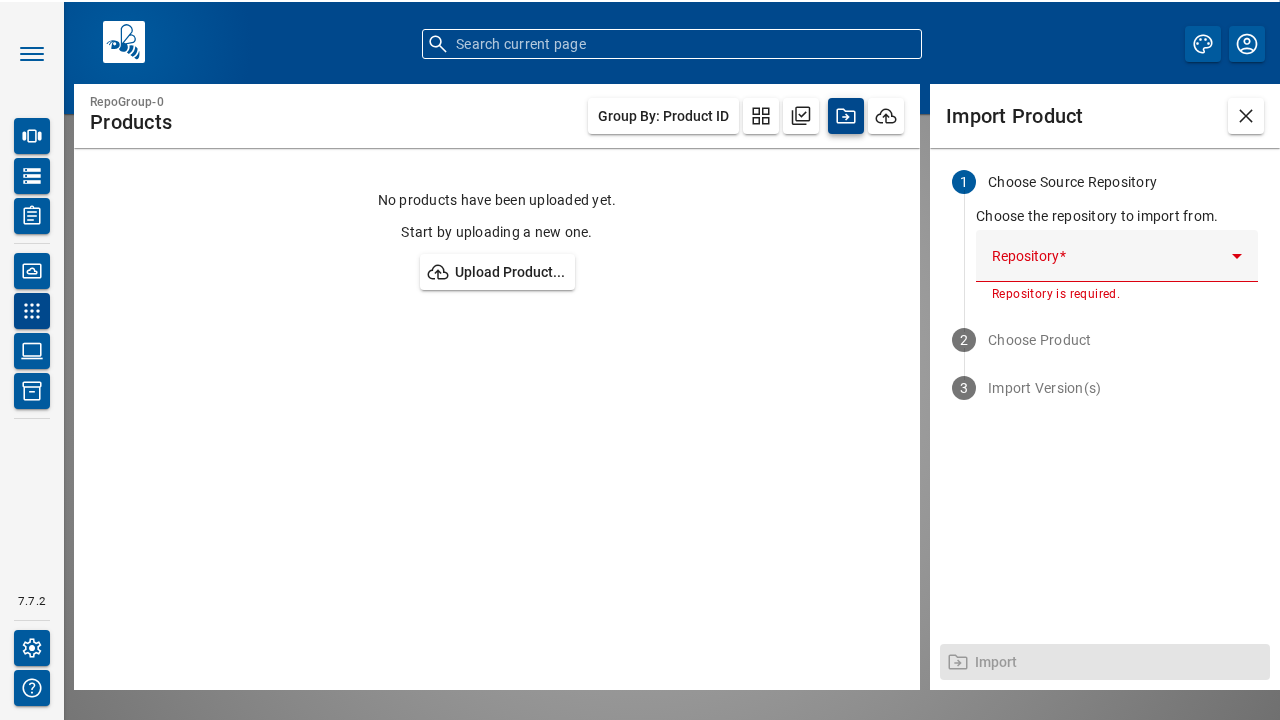 Search current page
RepoGroup-0
Products
Group By: Product ID
No products have been uploaded yet.
Start by uploading a new one.
Upload Product...
Import Product
1 Choose Source Repository
Choose the repository to import from.
Repository*
Repository is required.
2 Choose Product
3 Import Version(s)
Import
7.7.2